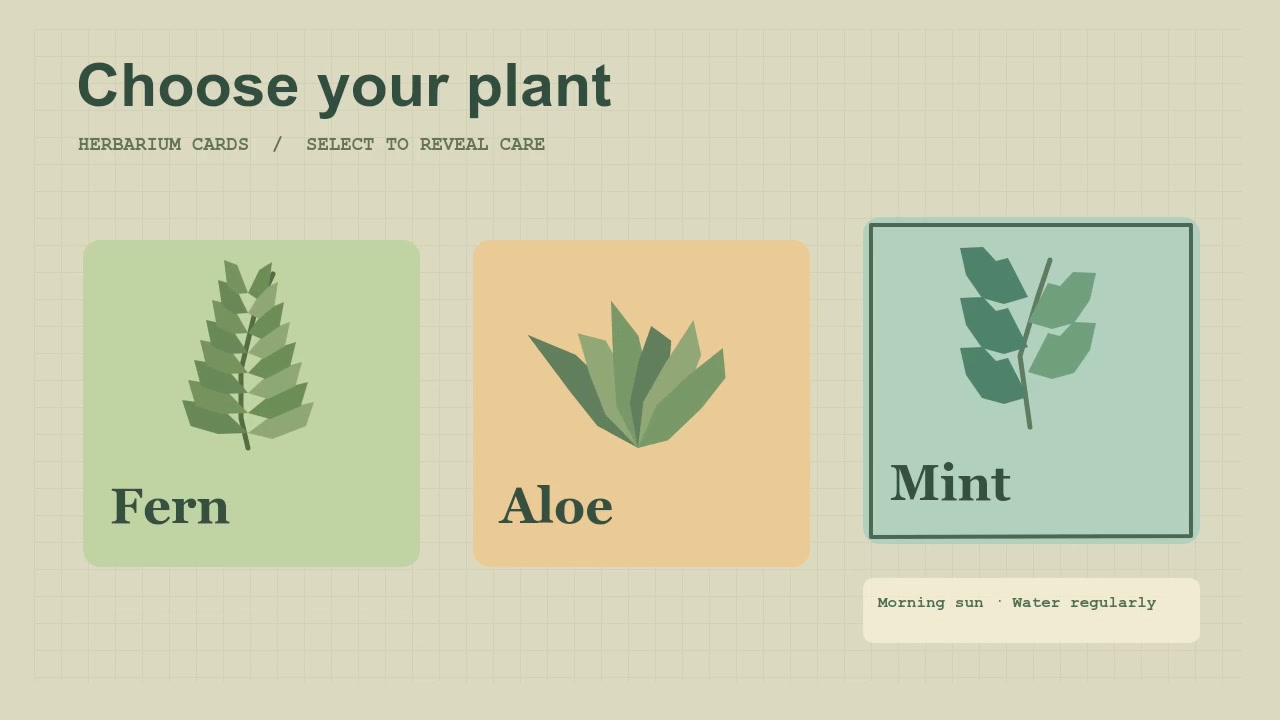 Choose your plant
HERBARIUM CARDS / SELECT TO REVEAL CARE
Fern
Aloe
Mint
Morning sun · Water regularly